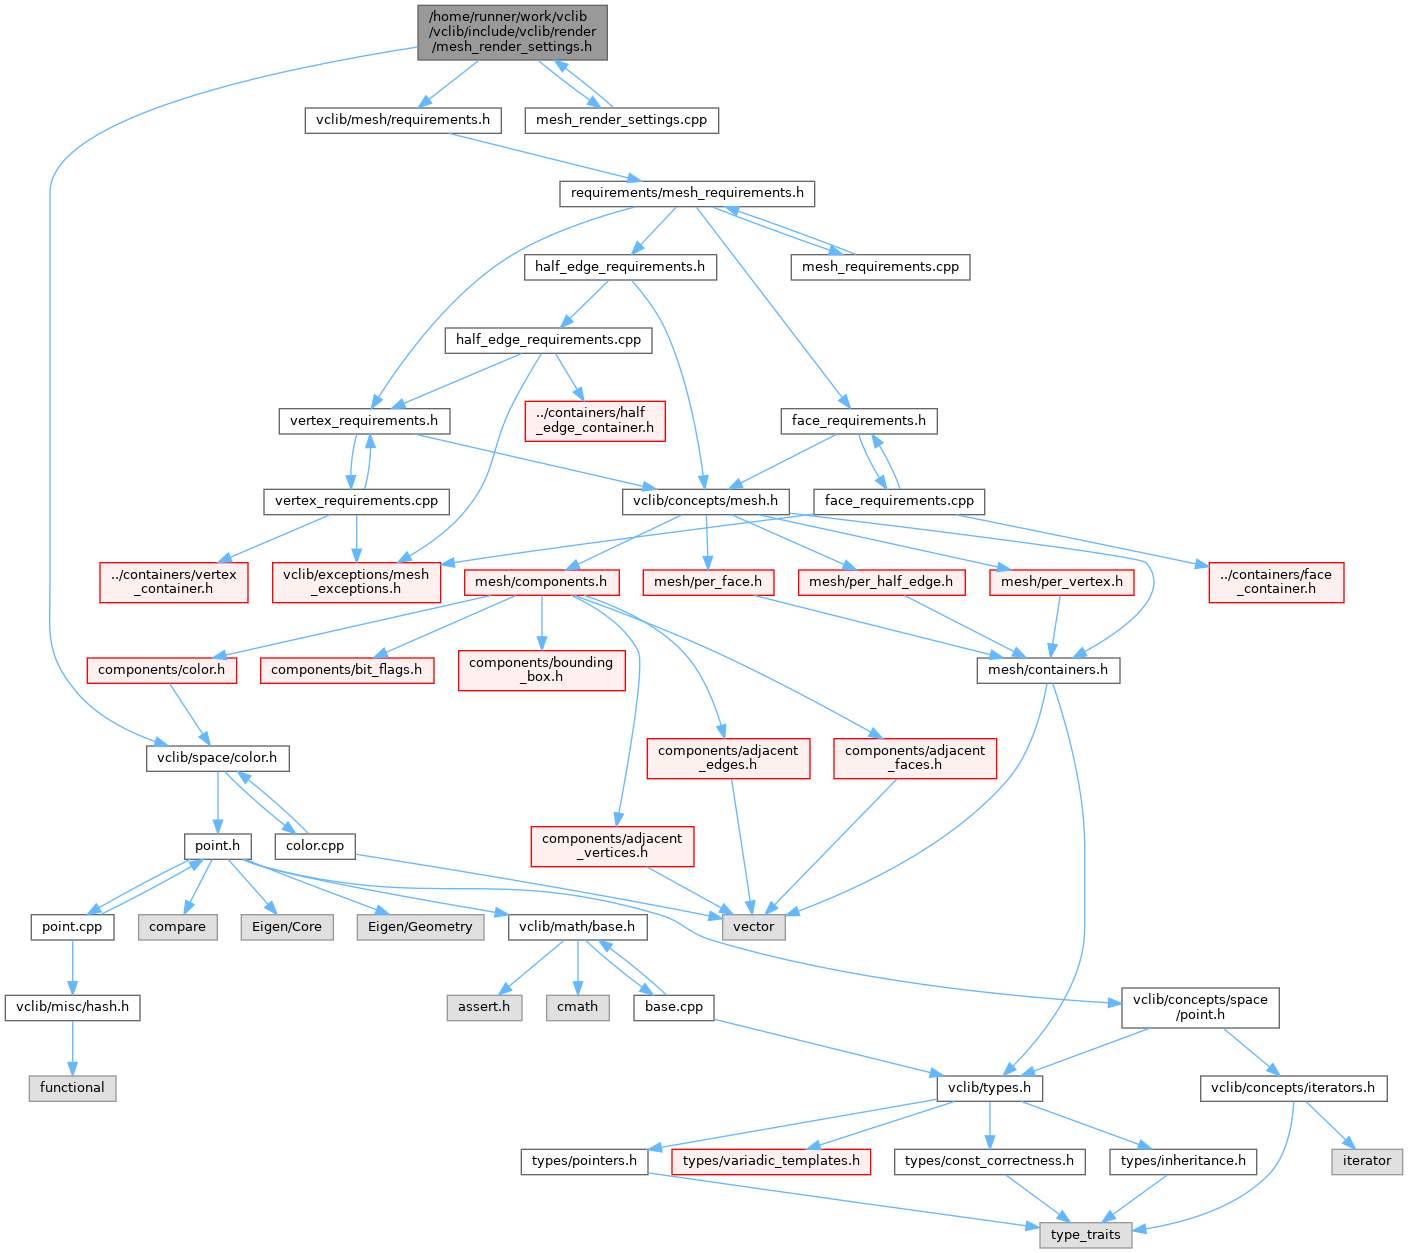 /home/runner/work/vclib
/vclib/include/vclib/render
/mesh_render_settings.h
vclib/mesh/requirements.h
mesh_render_settings.cpp
requirements/mesh_requirements.h
half_edge_requirements.h
mesh_requirements.cpp
half_edge_requirements.cpp
vertex_requirements.h
../containers/half
_edge_container.h
face_requirements.h
vertex_requirements.cpp
vclib/concepts/mesh.h
face_requirements.cpp
../containers/vertex
_container.h
vclib/exceptions/mesh
_exceptions.h
mesh/components.h
mesh/per_face.h
mesh/per_half_edge.h
mesh/per_vertex.h
../containers/face
_container.h
components/color.h
components/bit_flags.h
components/bounding
_box.h
mesh/containers.h
vclib/space/color.h
components/adjacent
_edges.h
components/adjacent
_faces.h
point.h
color.cpp
components/adjacent
_vertices.h
point.cpp
compare
Eigen/Core
Eigen/Geometry
vclib/math/base.h
vector
vclib/misc/hash.h
assert.h
cmath
base.cpp
vclib/concepts/space
/point.h
functional
vclib/types.h
vclib/concepts/iterators.h
types/pointers.h
types/variadic_templates.h
types/const_correctness.h
types/inheritance.h
iterator
type_traits